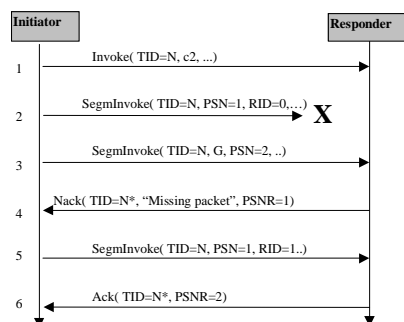 Initiator
Responder
1
Invoke( TID=N, c2, ...)
2
SegmInvoke( TID=N, PSN=1, RID=0,…)
X
3
SegmInvoke( TID=N, G, PSN=2, ..)
4
Nack( TID=N*, “Missing packet”, PSNR=1)
5
SegmInvoke( TID=N, PSN=1, RID=1..)
6
Ack( TID=N*, PSNR=2)